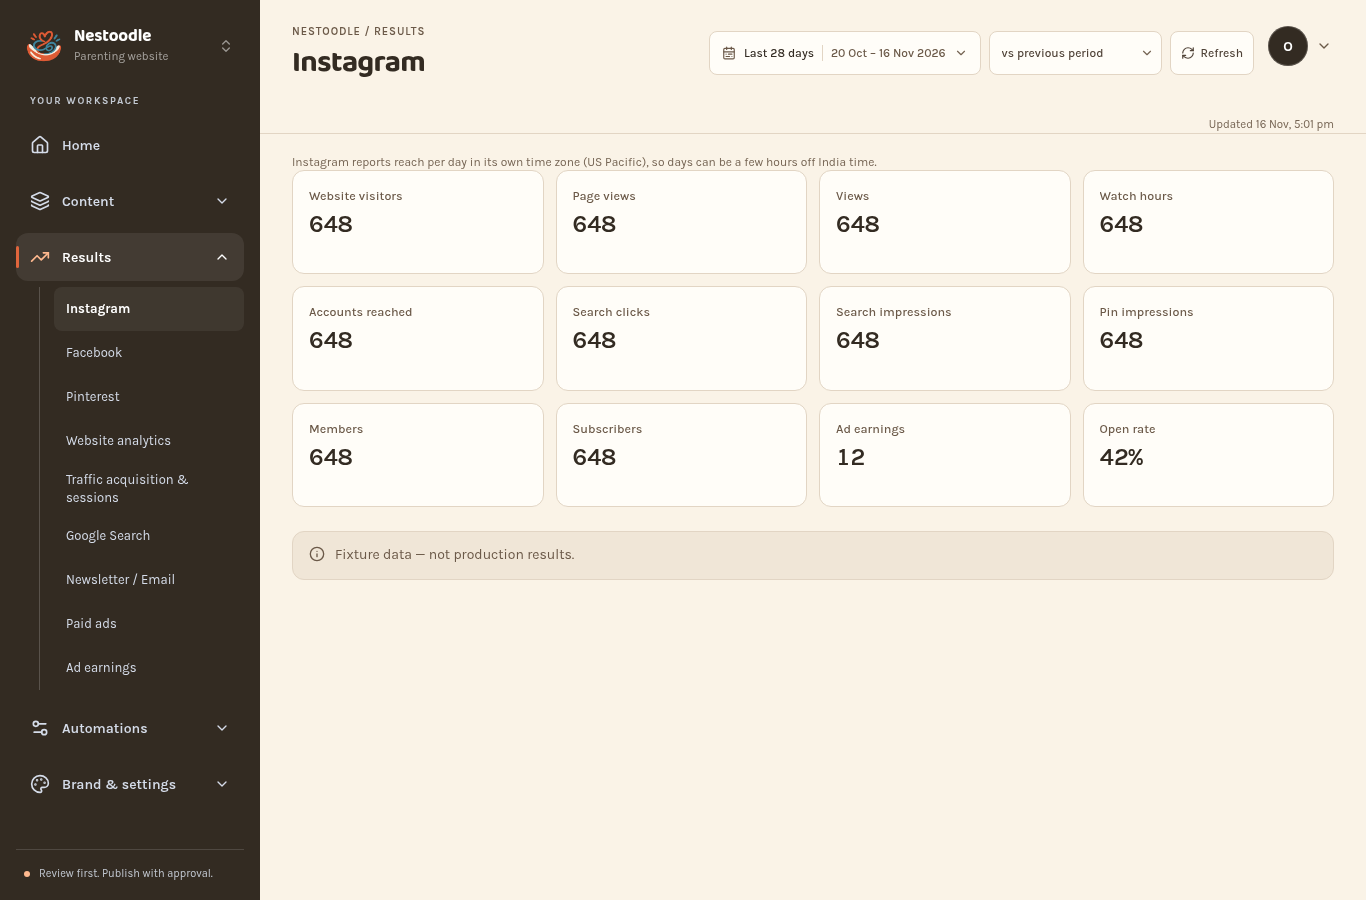 Nestoodle
Parenting website
YOUR WORKSPACE
Home
Content
Results
Instagram
Facebook
Pinterest
Website analytics
Traffic acquisition &
sessions
Google Search
Newsletter / Email
Paid ads
Ad earnings
Automations
Brand & settings
Review first. Publish with approval.
NESTOODLE / RESULTS
Instagram
Last 28 days 20 Oct – 16 Nov 2026
vs previous period
Refresh
O
Updated 16 Nov, 5:01 pm
Instagram reports reach per day in its own time zone (US Pacific), so days can be a few hours off India time.
Website visitors
648
Page views
648
Views
648
Watch hours
648
Accounts reached
648
Search clicks
648
Search impressions
648
Pin impressions
648
Members
648
Subscribers
648
Ad earnings
12
Open rate
42%
Fixture data — not production results.